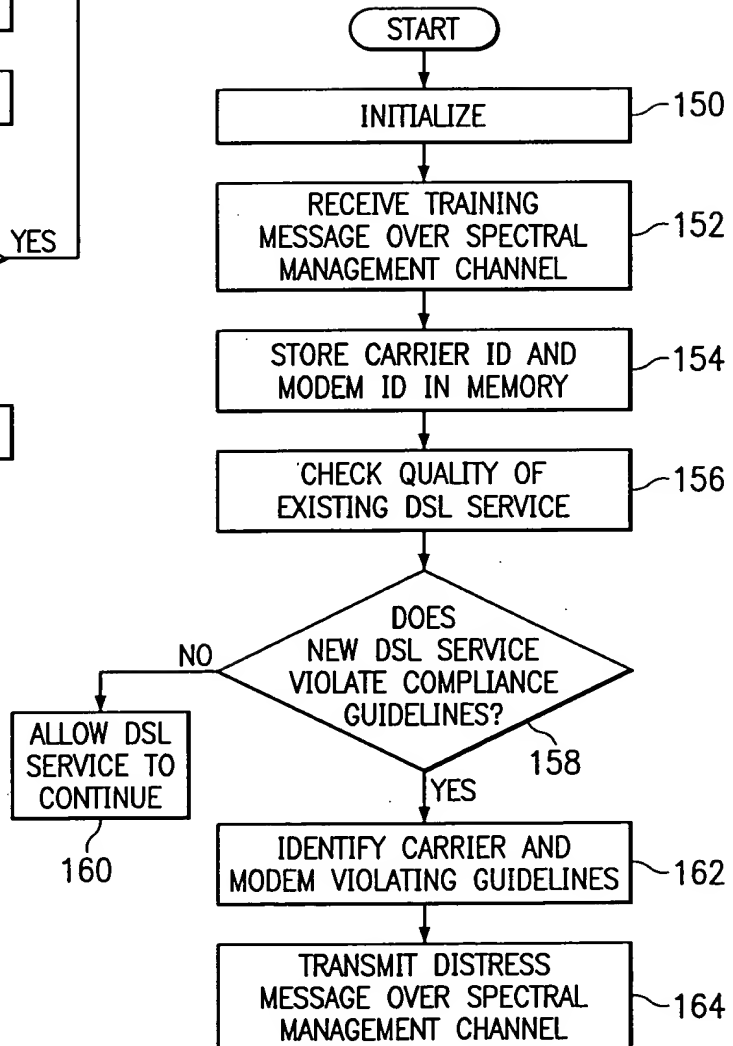 START
INITIALIZE
150
RECEIVE TRAINING
MESSAGE OVER SPECTRAL
MANAGEMENT CHANNEL
152
YES
STORE CARRIER ID AND
MODEM ID IN MEMORY
154
CHECK QUALITY OF
EXISTING DSL SERVICE
156
DOES
NEW DSL SERVICE
VIOLATE COMPLIANCE
GUIDELINES?
158
NO
ALLOW DSL
SERVICE TO
CONTINUE
160
YES
IDENTIFY CARRIER AND
MODEM VIOLATING GUIDELINES
162
TRANSMIT DISTRESS
MESSAGE OVER SPECTRAL
MANAGEMENT CHANNEL
164